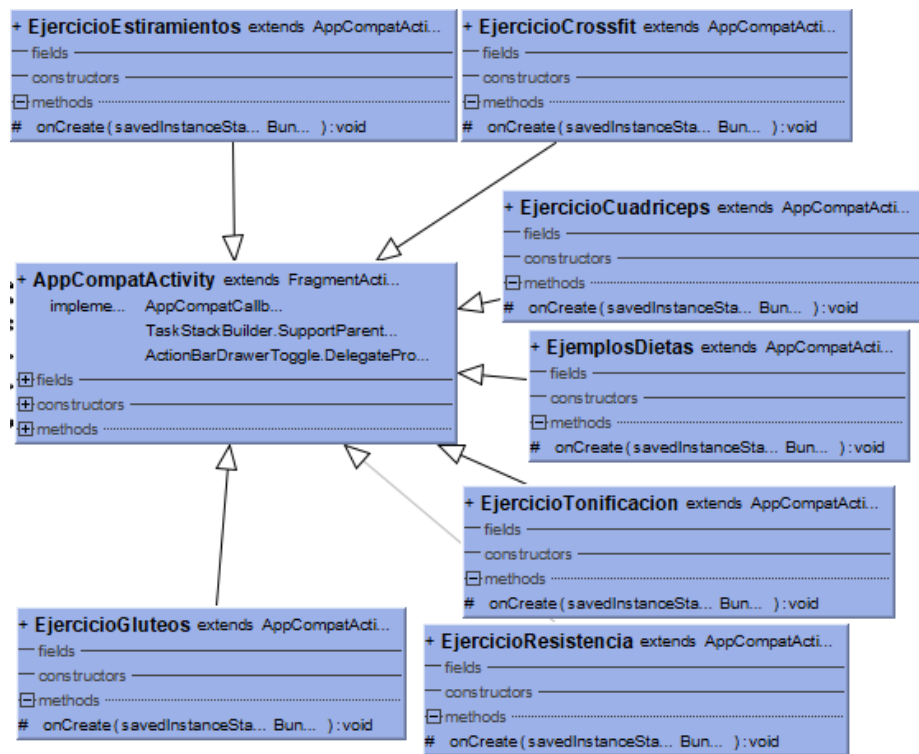 + EjercicioEstiramientos extends AppCompatActi...
fields
constructors
methods
# onCreate(savedInstanceSta... Bun... ):void
+ EjercicioCrossfit extends AppCompatActi...
fields
constructors
methods
# onCreate(savedInstanceSta... Bun... ):void
+ EjercicioCuadriceps extends AppCompatActi...
fields
constructors
methods
# onCreate(savedInstanceSta... Bun... ):void
+ AppCompatActivity extends FragmentActi...
impleme... AppCompatCallb...
TaskStackBuilder.SupportParent...
ActionBarDrawerToggle.DelegatePro...
fields
constructors
methods
+ EjemplosDietas extends AppCompatActi...
fields
constructors
methods
# onCreate(savedInstanceSta... Bun... ):void
+ EjercicioTonificacion extends AppCompatActi...
fields
constructors
methods
# onCreate(savedInstanceSta... Bun... ):void
+ EjercicioGluteos extends AppCompatActi...
fields
constructors
methods
# onCreate(savedInstanceSta... Bun... ):void
+ EjercicioResistencia extends AppCompatActi...
fields
constructors
methods
# onCreate(savedInstanceSta... Bun... ):void